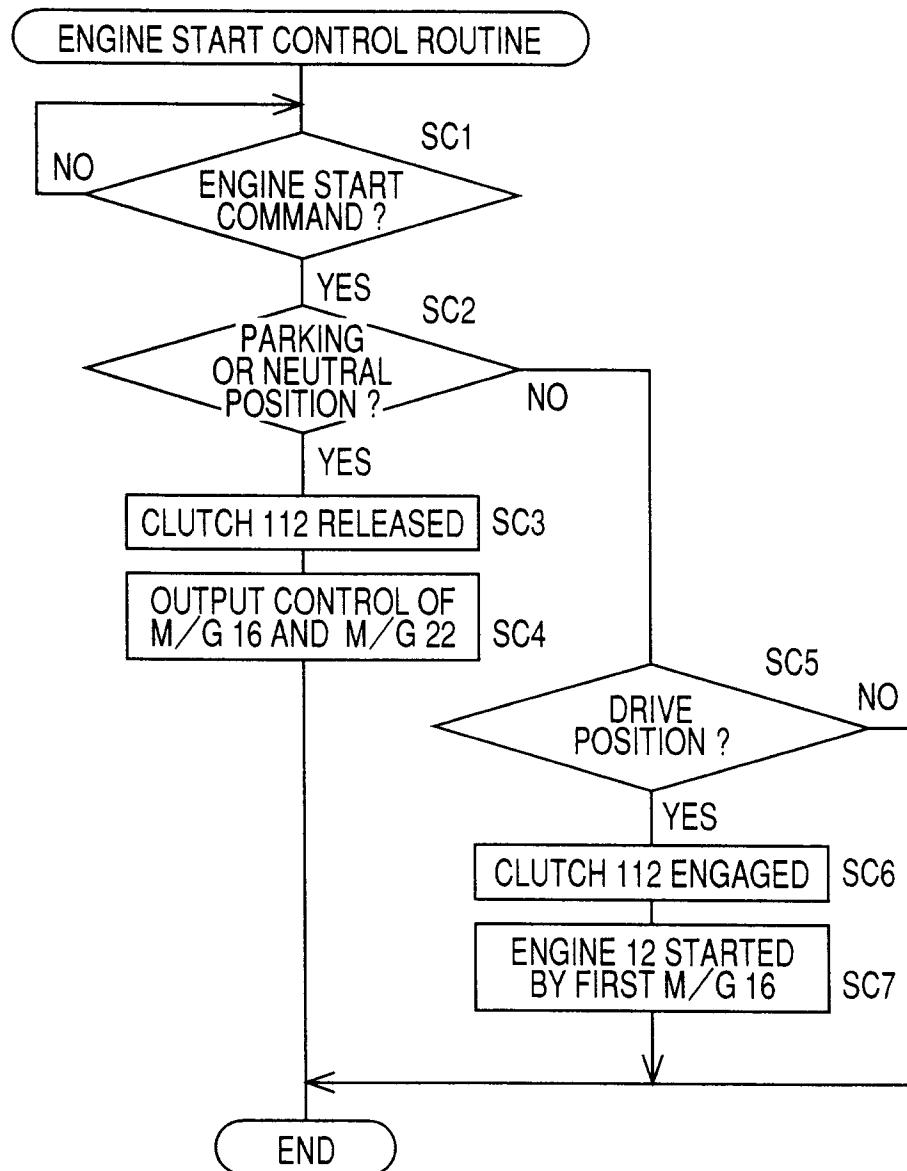 ENGINE START CONTROL ROUTINE
SC1
NO
ENGINE START
COMMAND ?
YES
SC2
PARKING
OR NEUTRAL
POSITION ?
NO
YES
CLUTCH 112 RELEASED
SC3
OUTPUT CONTROL OF
M/G 16 AND M/G 22
SC4
SC5
NO
DRIVE
POSITION ?
YES
CLUTCH 112 ENGAGED
SC6
ENGINE 12 STARTED
BY FIRST M/G 16
SC7
END